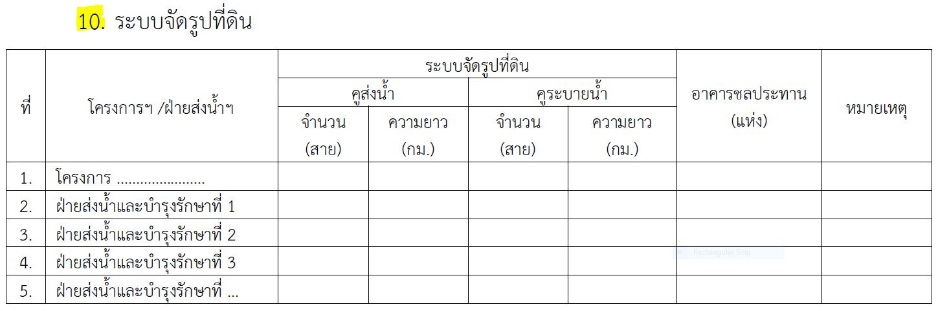 10. ระบบจัดรูปที่ดิน
ที่ โครงการฯ /ฝ่ายส่งน้ำฯ ระบบจัดรูปที่ดิน อาคารชลประทาน (แห่ง) หมายเหตุ
คูส่งน้ำ คูระบายน้ำ
จำนวน (สาย) ความยาว (กม.) จำนวน (สาย) ความยาว (กม.)
1. โครงการ .......................
2. ฝ่ายส่งน้ำและบำรุงรักษาที่ 1
3. ฝ่ายส่งน้ำและบำรุงรักษาที่ 2
4. ฝ่ายส่งน้ำและบำรุงรักษาที่ 3
Rectangular Snip
5. ฝ่ายส่งน้ำและบำรุงรักษาที่ ...